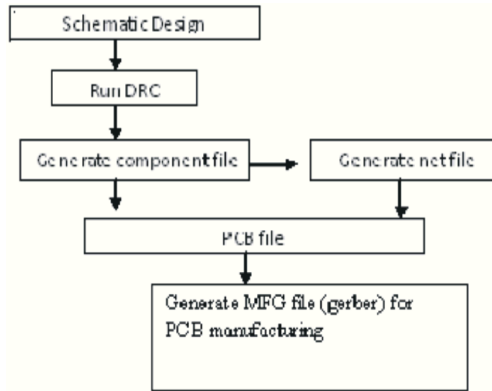 Schematic Design
Run DRC
Generate component file
Generate net file
PCB file
Generate MFG file (gerber) for
PCB manufacturing